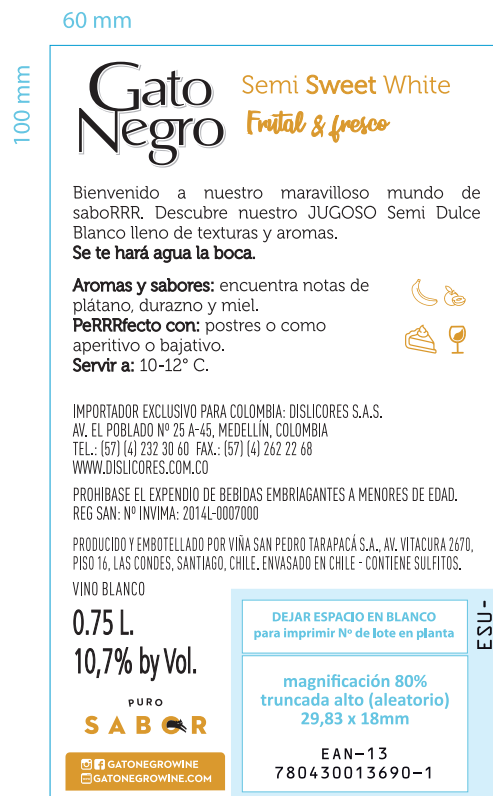 60 mm
100 mm
Gato
Negro
Semi Sweet White
Frutal & fresco
Bienvenido a nuestro maravilloso mundo de
saboRRR. Descubre nuestro JUGOSO Semi Dulce
Blanco lleno de texturas y aromas.
Se te hará agua la boca.
Aromas y sabores: encuentra notas de
plátano, durazno y miel.
PeRRRfecto con: postres o como
aperitivo o bajativo.
Servir a: 10-12° C.
IMPORTADOR EXCLUSIVO PARA COLOMBIA: DISLICORES S.A.S.
AV. EL POBLADO Nº 25 A-45, MEDELLÍN, COLOMBIA
TEL.: (57) (4) 232 30 60 FAX.: (57) (4) 262 22 68
WWW.DISLICORES.COM.CO
PROHIBASE EL EXPENDIO DE BEBIDAS EMBRIAGANTES A MENORES DE EDAD.
REG SAN: Nº INVIMA: 2014L-0007000
PRODUCIDO Y EMBOTELLADO POR VIÑA SAN PEDRO TARAPACÁ S.A., AV. VITACURA 2670,
PISO 16, LAS CONDES, SANTIAGO, CHILE. ENVASADO EN CHILE - CONTIENE SULFITOS.
VINO BLANCO
0.75 L.
10,7% by Vol.
PURO
SABOR
GATONEGROWINE
GATONEGROWINE.COM
DEJAR ESPACIO EN BLANCO
para imprimir Nº de lote en planta
ESU-
magnificación 80%
truncada alto (aleatorio)
29,83 x 18mm
EAN-13
780430013690-1